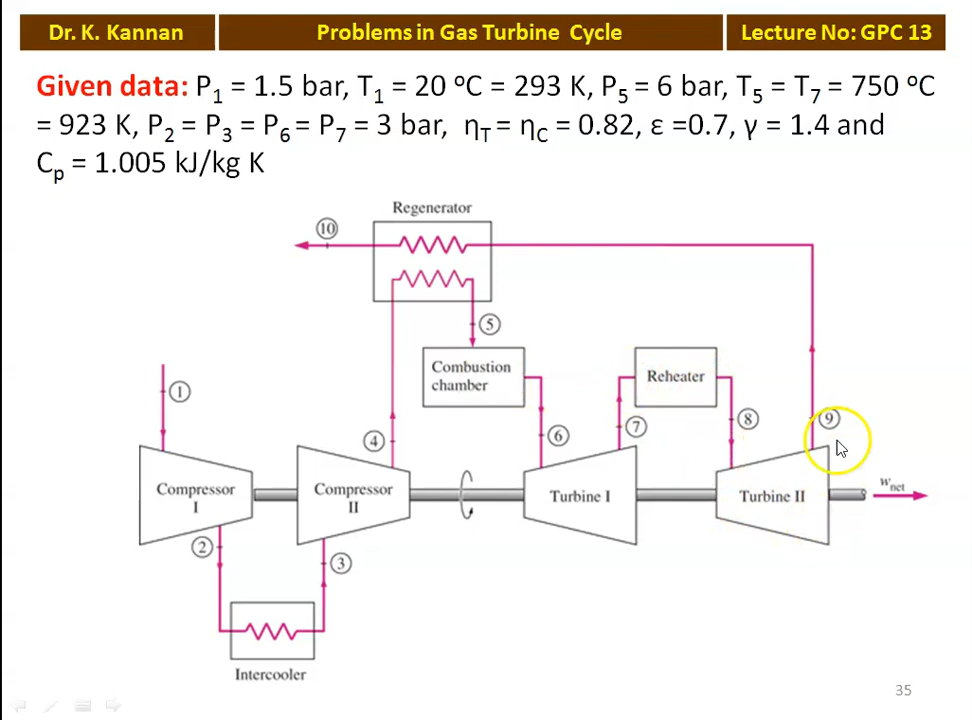 Dr. K. Kannan
Problems in Gas Turbine Cycle
Lecture No: GPC 13
Given data: P₁ = 1.5 bar, T₁ = 20 ºC = 293 K, P₅ = 6 bar, T₅ = T₇ = 750 ºC
= 923 K, P₂ = P₃ = P₆ = P₇ = 3 bar, η_T = η_C = 0.82, ε =0.7, γ = 1.4 and
Cₚ = 1.005 kJ/kg K
Regenerator
10
5
Combustion
chamber
Reheater
1
4
6
7
8
9
Compressor
I
Compressor
II
Turbine I
Turbine II
w_net
2
3
Intercooler
35